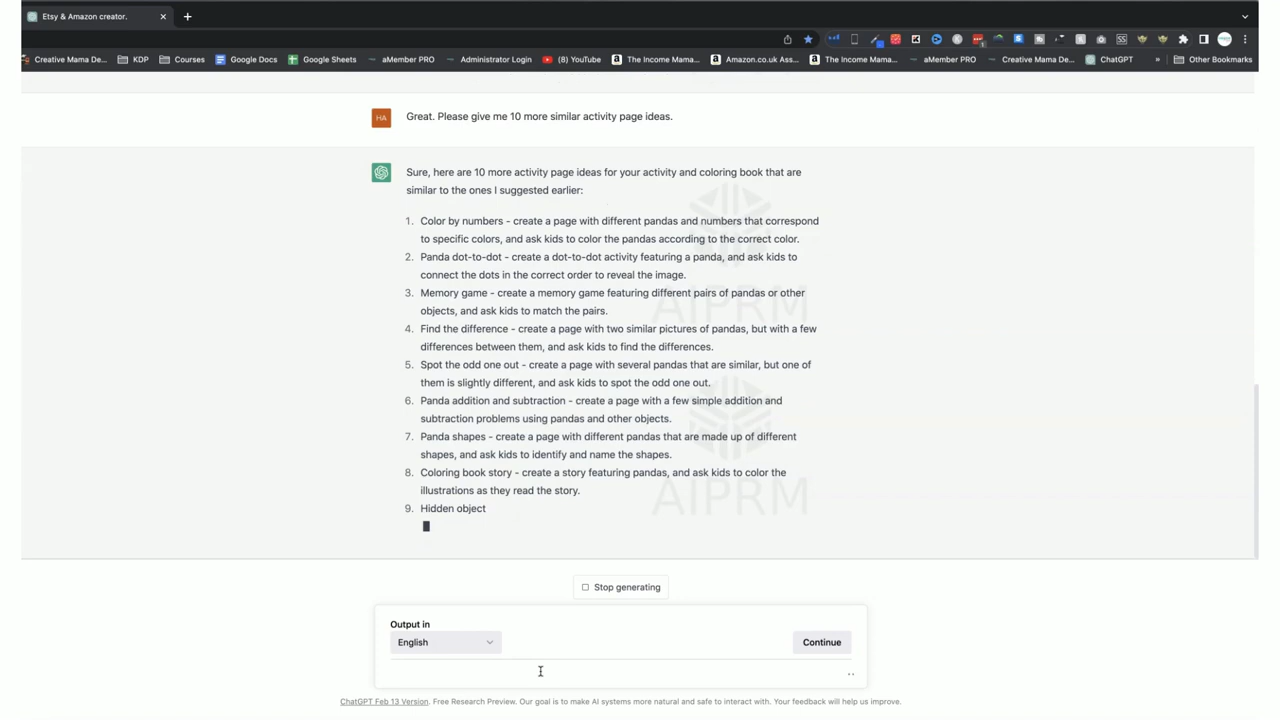 Etsy & Amazon creator.
Creative Mama De... KDP Courses Google Docs Google Sheets aMember PRO Administrator Login (8) YouTube The Income Mama... Amazon.co.uk Ass... The Income Mama... aMember PRO Creative Mama De... ChatGPT » Other Bookmarks
HA Great. Please give me 10 more similar activity page ideas.
Sure, here are 10 more activity page ideas for your activity and coloring book that are
similar to the ones I suggested earlier:
1. Color by numbers - create a page with different pandas and numbers that correspond
to specific colors, and ask kids to color the pandas according to the correct color.
2. Panda dot-to-dot - create a dot-to-dot activity featuring a panda, and ask kids to
connect the dots in the correct order to reveal the image.
3. Memory game - create a memory game featuring different pairs of pandas or other
objects, and ask kids to match the pairs.
4. Find the difference - create a page with two similar pictures of pandas, but with a few
differences between them, and ask kids to find the differences.
5. Spot the odd one out - create a page with several pandas that are similar, but one of
them is slightly different, and ask kids to spot the odd one out.
6. Panda addition and subtraction - create a page with a few simple addition and
subtraction problems using pandas and other objects.
7. Panda shapes - create a page with different pandas that are made up of different
shapes, and ask kids to identify and name the shapes.
8. Coloring book story - create a story featuring pandas, and ask kids to color the
illustrations as they read the story.
9. Hidden object
AIPRM
AIPRM
Stop generating
Output in
English
Continue
ChatGPT Feb 13 Version. Free Research Preview. Our goal is to make AI systems more natural and safe to interact with. Your feedback will help us improve.